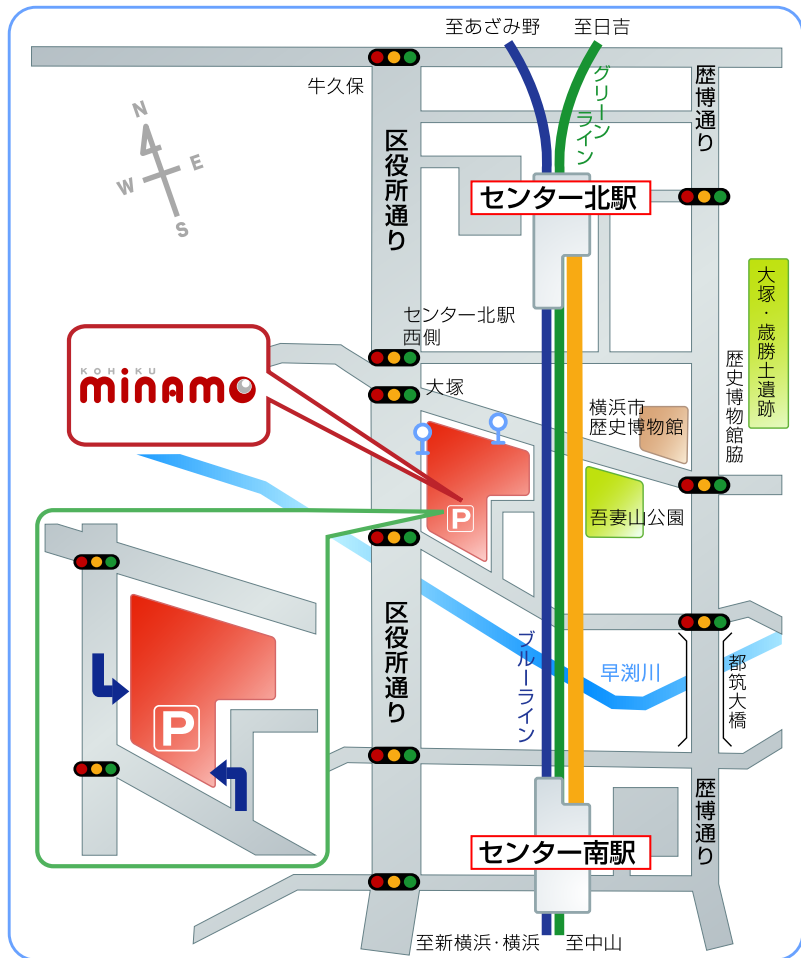 至あざみ野
至日吉
牛久保
グリーン
ライン
歴博通り
区役所通り
N
W
E
S
センター北駅
大塚・歳勝土遺跡
センター北駅
西側
KOHOKU
minamo
大塚
横浜市
歴史博物館
歴史博物館脇
P
吾妻山公園
区役所通り
ブルーライン
早渕川
都筑大橋
P
歴博通り
センター南駅
至新横浜・横浜
至中山